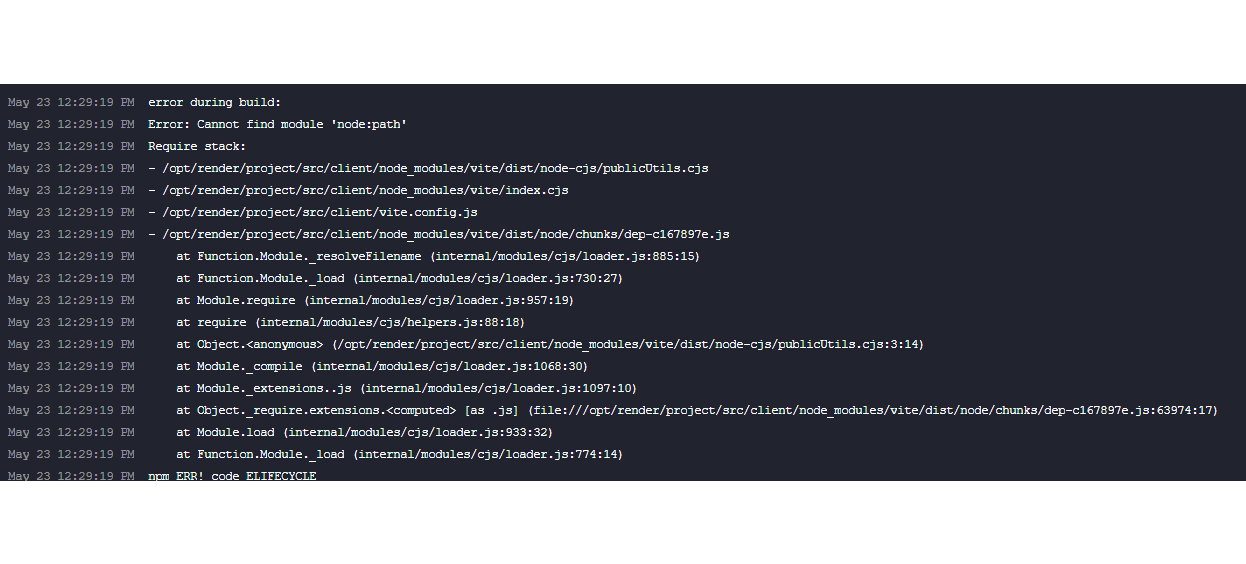 May 23 12:29:19 PM error during build:
May 23 12:29:19 PM Error: Cannot find module 'node:path'
May 23 12:29:19 PM Require stack:
May 23 12:29:19 PM - /opt/render/project/src/client/node_modules/vite/dist/node-cjs/publicUtils.cjs
May 23 12:29:19 PM - /opt/render/project/src/client/node_modules/vite/index.cjs
May 23 12:29:19 PM - /opt/render/project/src/client/vite.config.js
May 23 12:29:19 PM - /opt/render/project/src/client/node_modules/vite/dist/node/chunks/dep-c167897e.js
May 23 12:29:19 PM     at Function.Module._resolveFilename (internal/modules/cjs/loader.js:885:15)
May 23 12:29:19 PM     at Function.Module._load (internal/modules/cjs/loader.js:730:27)
May 23 12:29:19 PM     at Module.require (internal/modules/cjs/loader.js:957:19)
May 23 12:29:19 PM     at require (internal/modules/cjs/helpers.js:88:18)
May 23 12:29:19 PM     at Object.<anonymous> (/opt/render/project/src/client/node_modules/vite/dist/node-cjs/publicUtils.cjs:3:14)
May 23 12:29:19 PM     at Module._compile (internal/modules/cjs/loader.js:1068:30)
May 23 12:29:19 PM     at Module._extensions..js (internal/modules/cjs/loader.js:1097:10)
May 23 12:29:19 PM     at Object._require.extensions.<computed> [as .js] (file:///opt/render/project/src/client/node_modules/vite/dist/node/chunks/dep-c167897e.js:63974:17)
May 23 12:29:19 PM     at Module.load (internal/modules/cjs/loader.js:933:32)
May 23 12:29:19 PM     at Function.Module._load (internal/modules/cjs/loader.js:774:14)
May 23 12:29:19 PM npm ERR! code ELIFECYCLE